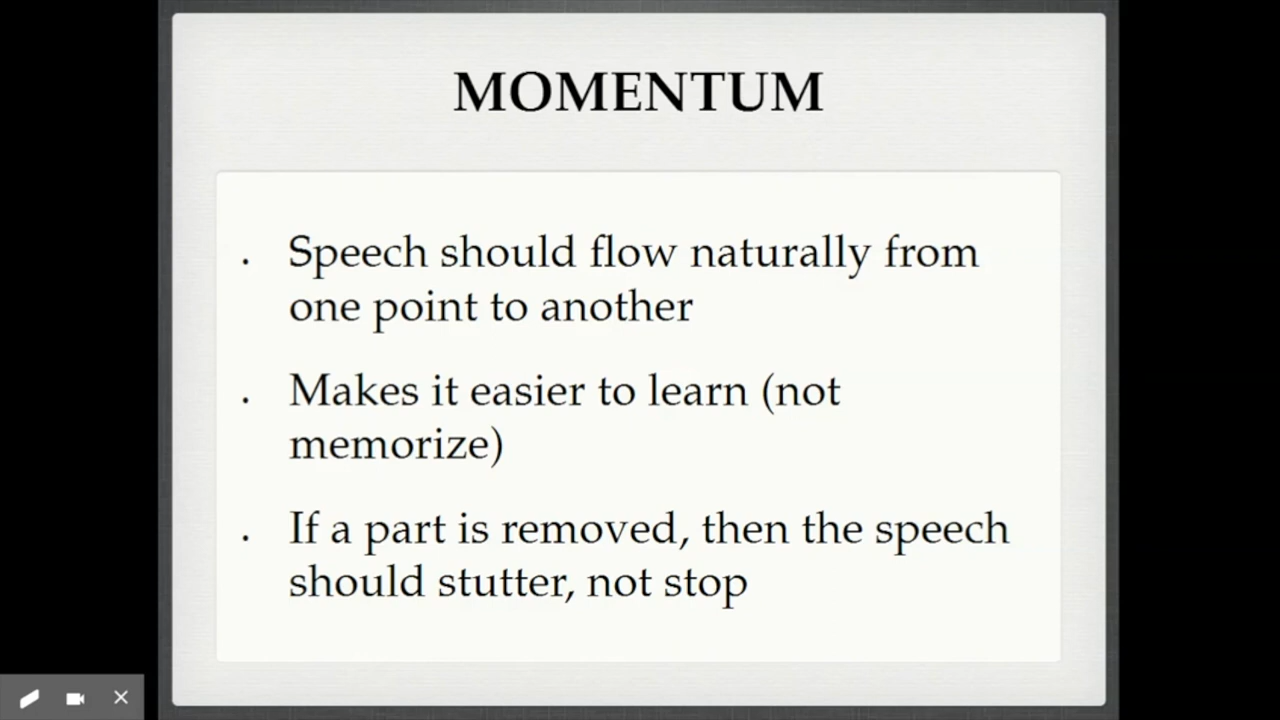 MOMENTUM
. Speech should flow naturally from
one point to another
. Makes it easier to learn (not
memorize)
. If a part is removed, then the speech
should stutter, not stop